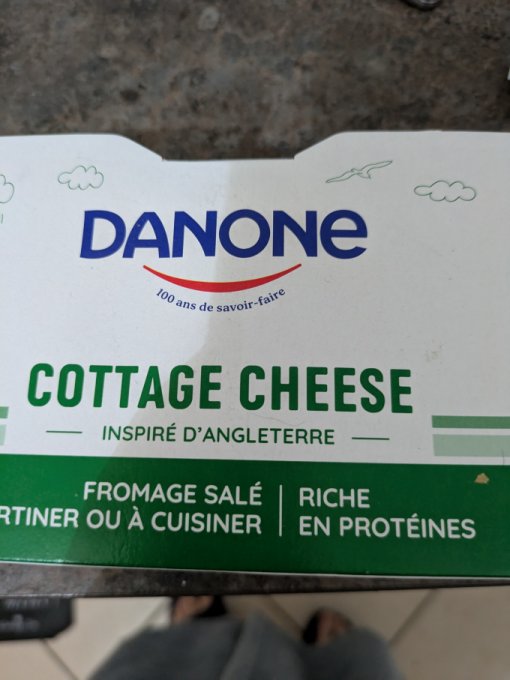 DANONe
100 ans de savoir-faire
COTTAGE CHEESE
INSPIRÉ D'ANGLETERRE
FROMAGE SALÉ
OU À CUISINER
RICHE
EN PROTÉINES